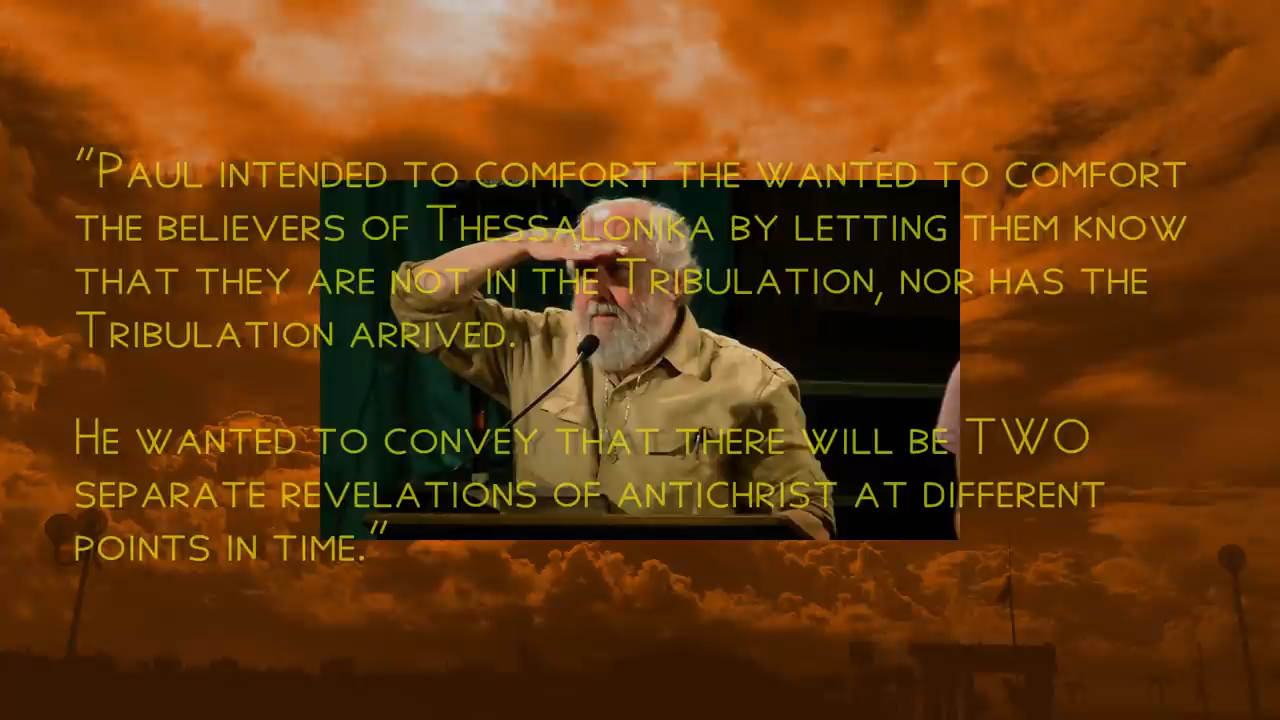 “Paul intended to comfort the wanted to comfort
the believers of Thessalonika by letting them know
that they are not in the Tribulation, nor has the
Tribulation arrived.
He wanted to convey that there will be TWO
separate revelations of antichrist at different
points in time.”